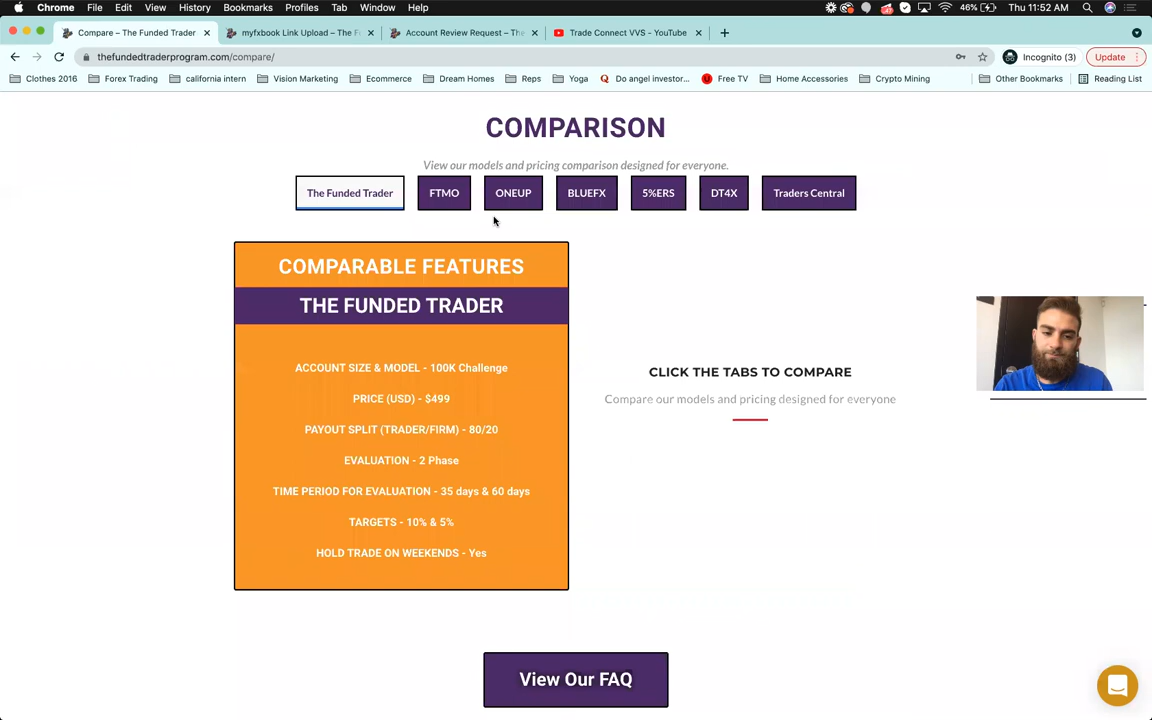 Chrome File Edit View History Bookmarks Profiles Tab Window Help 46% Thu 11:52 AM
Compare – The Funded Trader myfxbook Link Upload – The F Account Review Request – The Trade Connect VVS - YouTube
thefundedtraderprogram.com/compare/ Incognito (3) Update
Clothes 2016 Forex Trading california intern Vision Marketing Ecommerce Dream Homes Reps Yoga Do angel investor... Free TV Home Accessories Crypto Mining Other Bookmarks Reading List
COMPARISON
View our models and pricing comparison designed for everyone.
The Funded Trader FTMO ONEUP BLUEFX 5%ERS DT4X Traders Central
COMPARABLE FEATURES
THE FUNDED TRADER
ACCOUNT SIZE & MODEL - 100K Challenge
PRICE (USD) - $499
PAYOUT SPLIT (TRADER/FIRM) - 80/20
EVALUATION - 2 Phase
TIME PERIOD FOR EVALUATION - 35 days & 60 days
TARGETS - 10% & 5%
HOLD TRADE ON WEEKENDS - Yes
CLICK THE TABS TO COMPARE
Compare our models and pricing designed for everyone
View Our FAQ